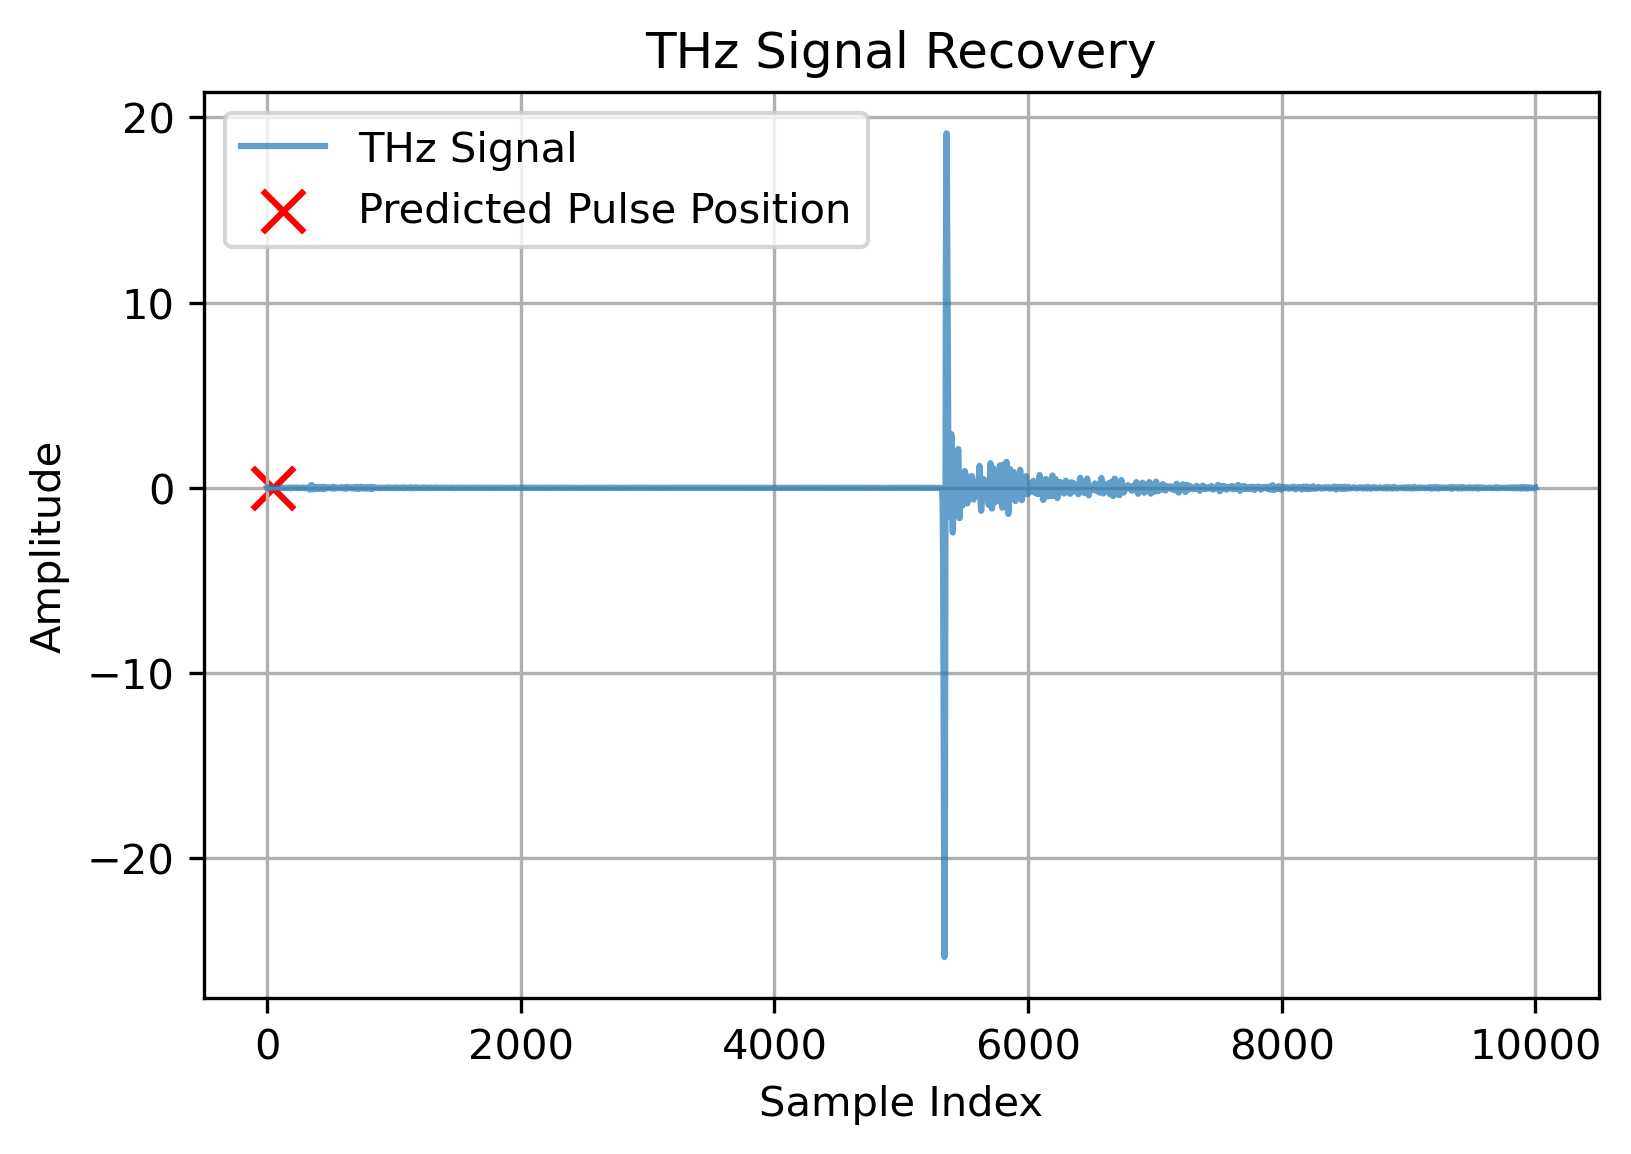 THz Signal Recovery
THz Signal
Predicted Pulse Position
Amplitude
20
10
0
−10
−20
0 2000 4000 6000 8000 10000
Sample Index